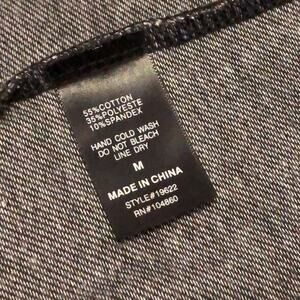 55%COTTON
35%POLYESTE
10%SPANDEX
HAND COLD WASH
DO NOT BLEACH
LINE DRY
M
MADE IN CHINA
STYLE#19622
RN#104860